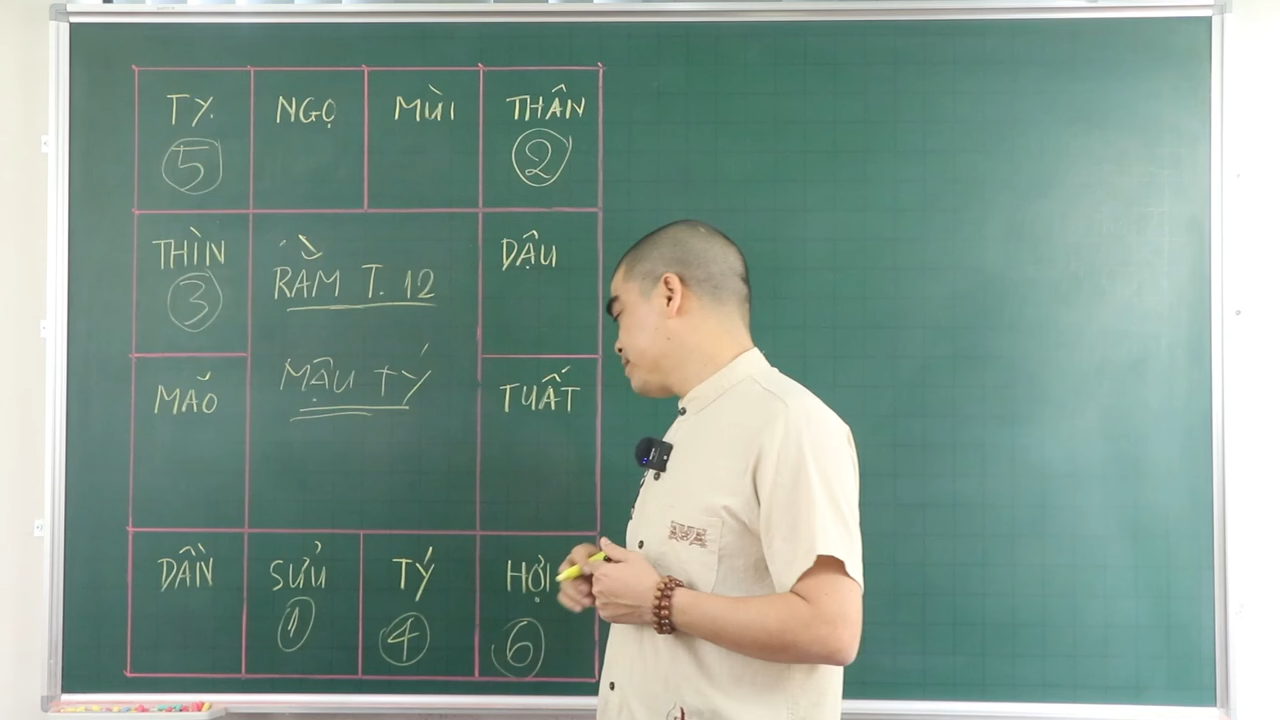 TỴ
5
NGỌ
MÙI
THÂN
2
THÌN
3
RẰM T. 12
MẬU TÝ
DẬU
MÃO
TUẤT
DẦN
SỬU
1
TÝ
4
HỢI
6